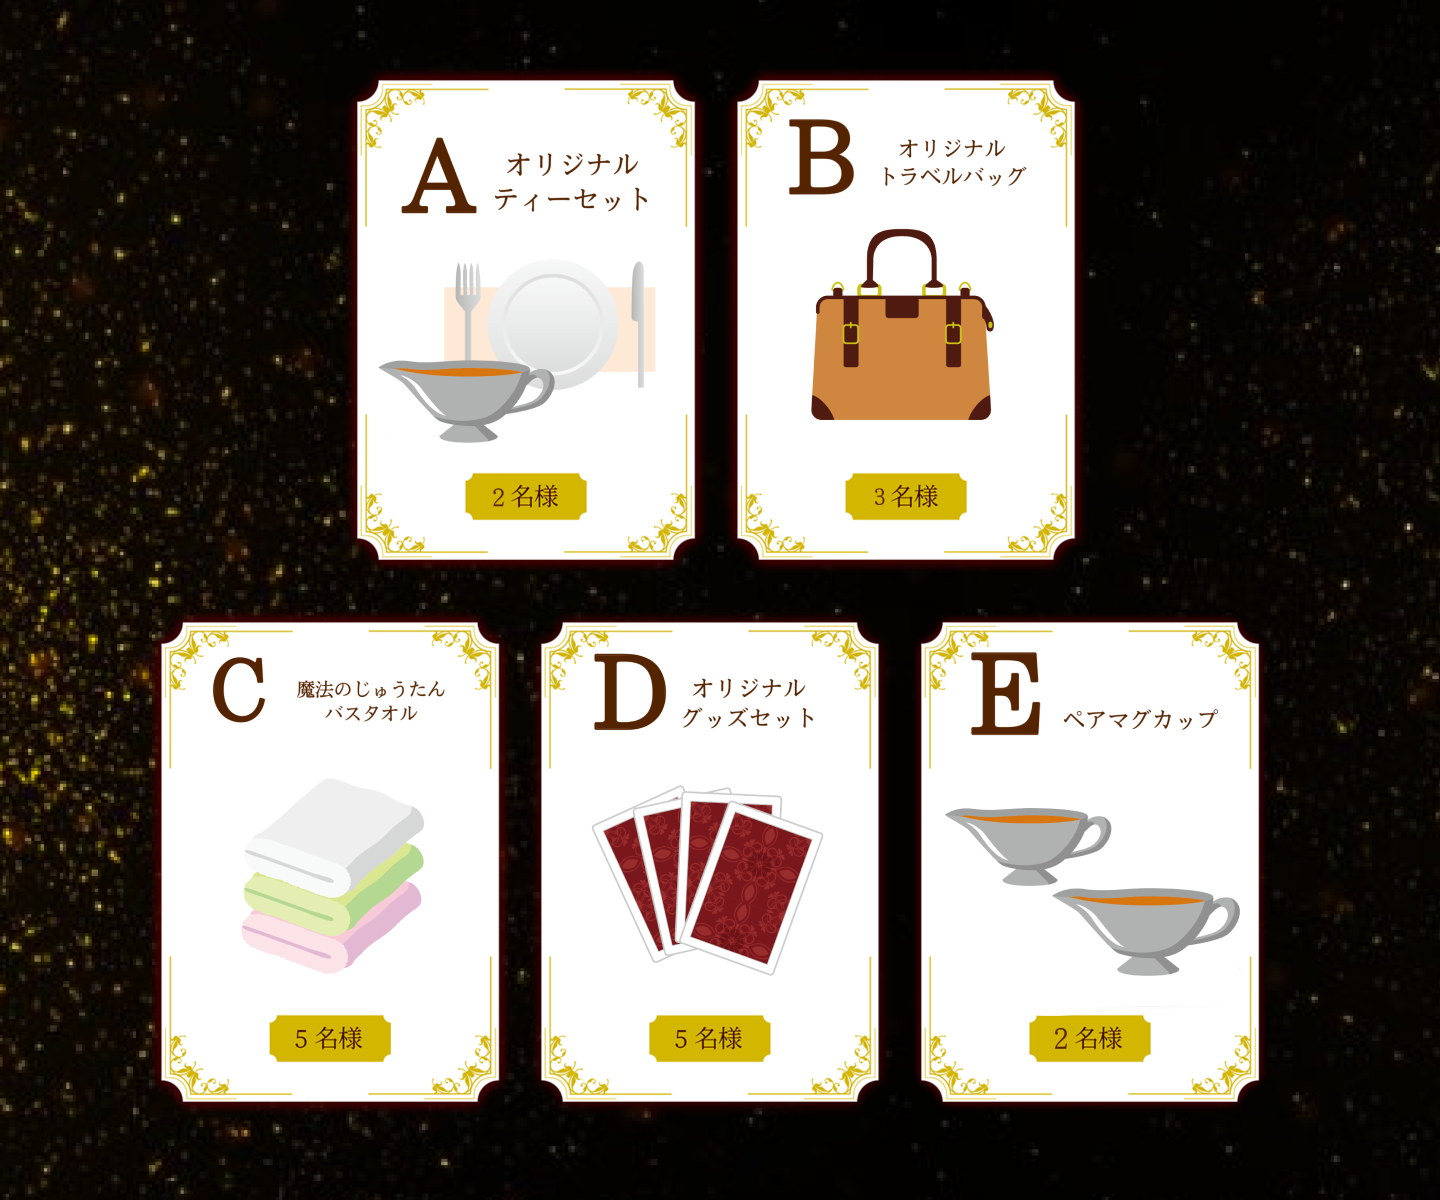 A
オリジナル
ティーセット
2名様
B
オリジナル
トラベルバッグ
3名様
C
魔法のじゅうたん
バスタオル
5名様
D
オリジナル
グッズセット
5名様
E
ペアマグカップ
2名様